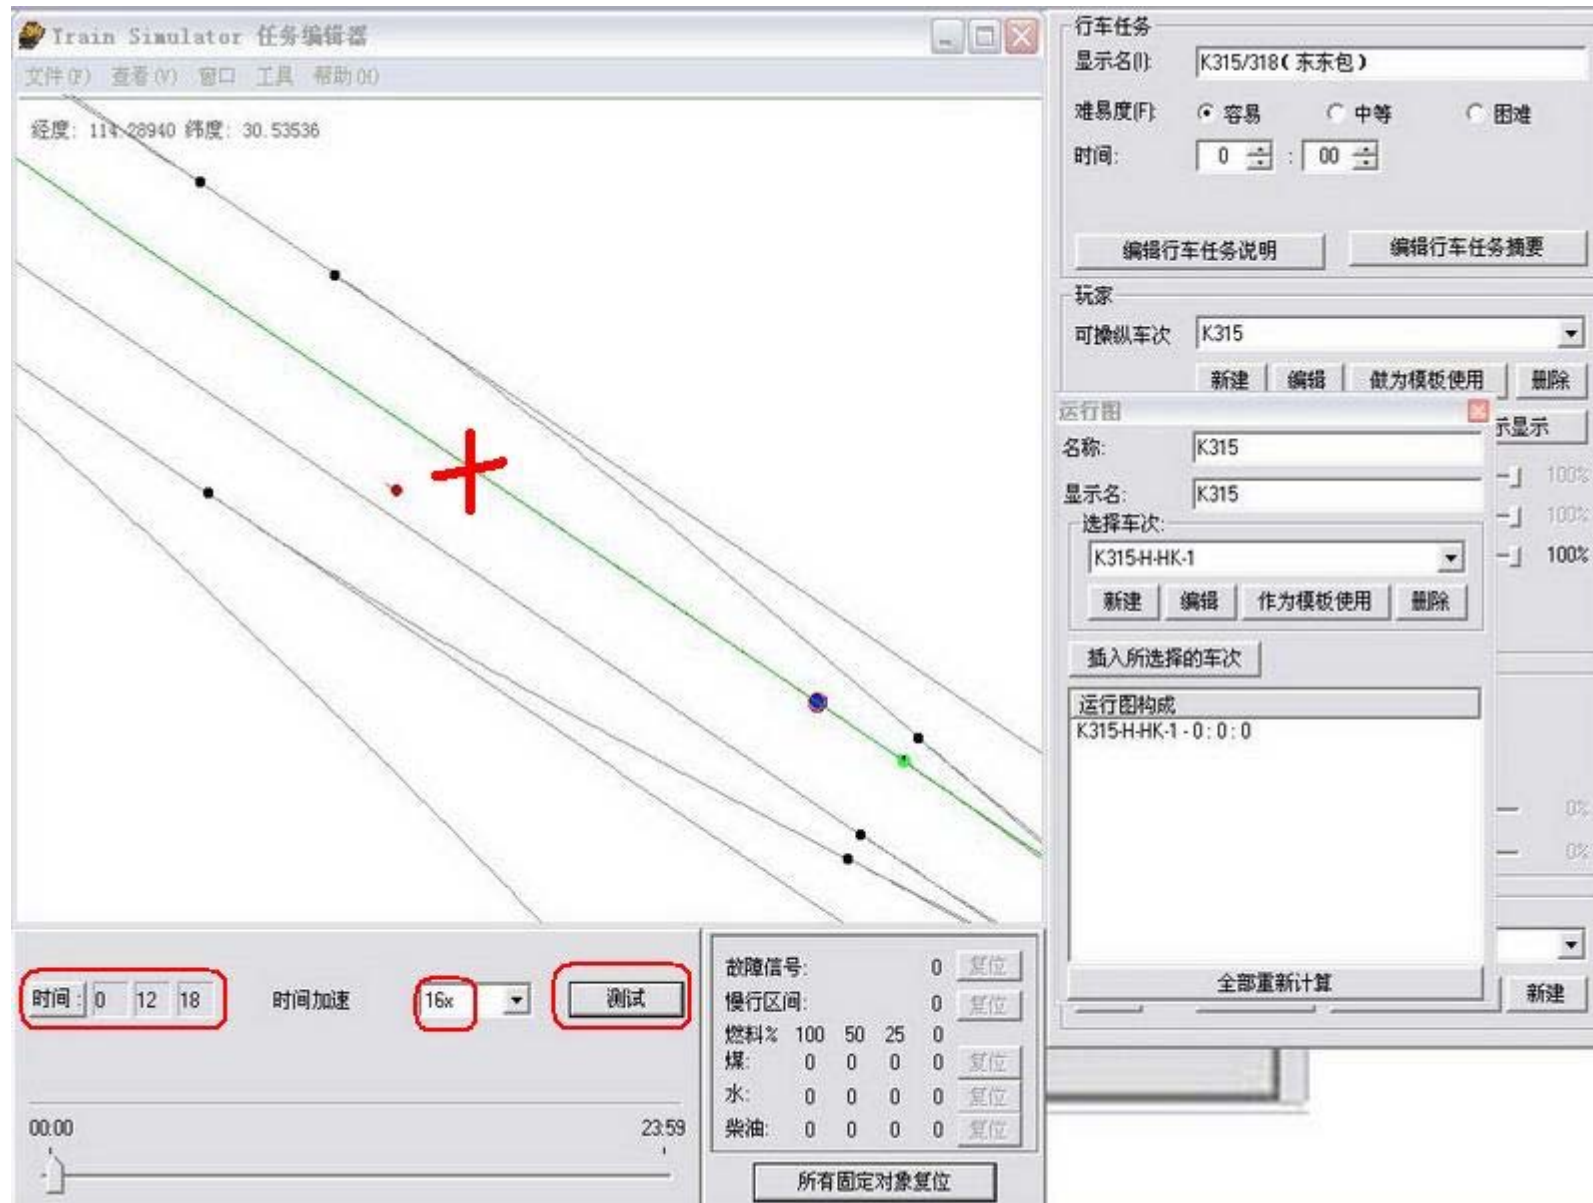 Train Simulator 任务编辑器
文件(F) 查看(V) 窗口 工具 帮助(H)
经度: 114.28940 纬度: 30.53536
行车任务
显示名(I): K315/318(东东包)
难易度(F): 容易 中等 困难
时间: 0 : 00
编辑行车任务说明 编辑行车任务摘要
玩家
可操纵车次 K315
新建 编辑 做为模板使用 删除
运行图
示显示
名称: K315
100%
显示名: K315
100%
选择车次:
K315-H-HK-1
100%
新建 编辑 作为模板使用 删除
插入所选择的车次
运行图构成
K315-H-HK-1 - 0 : 0 : 0
0%
0%
全部重新计算
新建
时间: 0 12 18 时间加速 16x 测试
故障信号: 0 复位
慢行区间: 0 复位
燃料% 100 50 25 0
煤: 0 0 0 0 复位
水: 0 0 0 0 复位
柴油: 0 0 0 0 复位
00:00 23:59
所有固定对象复位